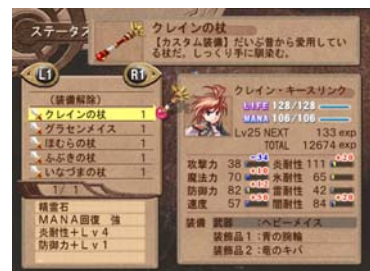 ステータス
クレインの杖
【カスタム装備】だいぶ昔から愛用してい
る杖だ。しっくり手に馴染む。
L1 R1
(装備解除)
クレインの杖 1
グラセンメイス 1
ほむらの杖 1
ふぶきの杖 1
いなづまの杖 1
1/ 1
精霊石
MANA回復 強
炎耐性+Lv4
防御力+Lv1
クレイン・キースリンク
LIFE 128/128
MANA 106/106
Lv25 NEXT 133 exp
TOTAL 12674 exp
攻撃力 38 -34 炎耐性 111 +20
魔法力 70 +10 氷耐性 65
防御力 82 +12 雷耐性 42
速度 57 +50 闇耐性 84 +20
装備 武器 :ヘビーメイス
装飾品1:青の腕輪
装飾品2:竜のキバ